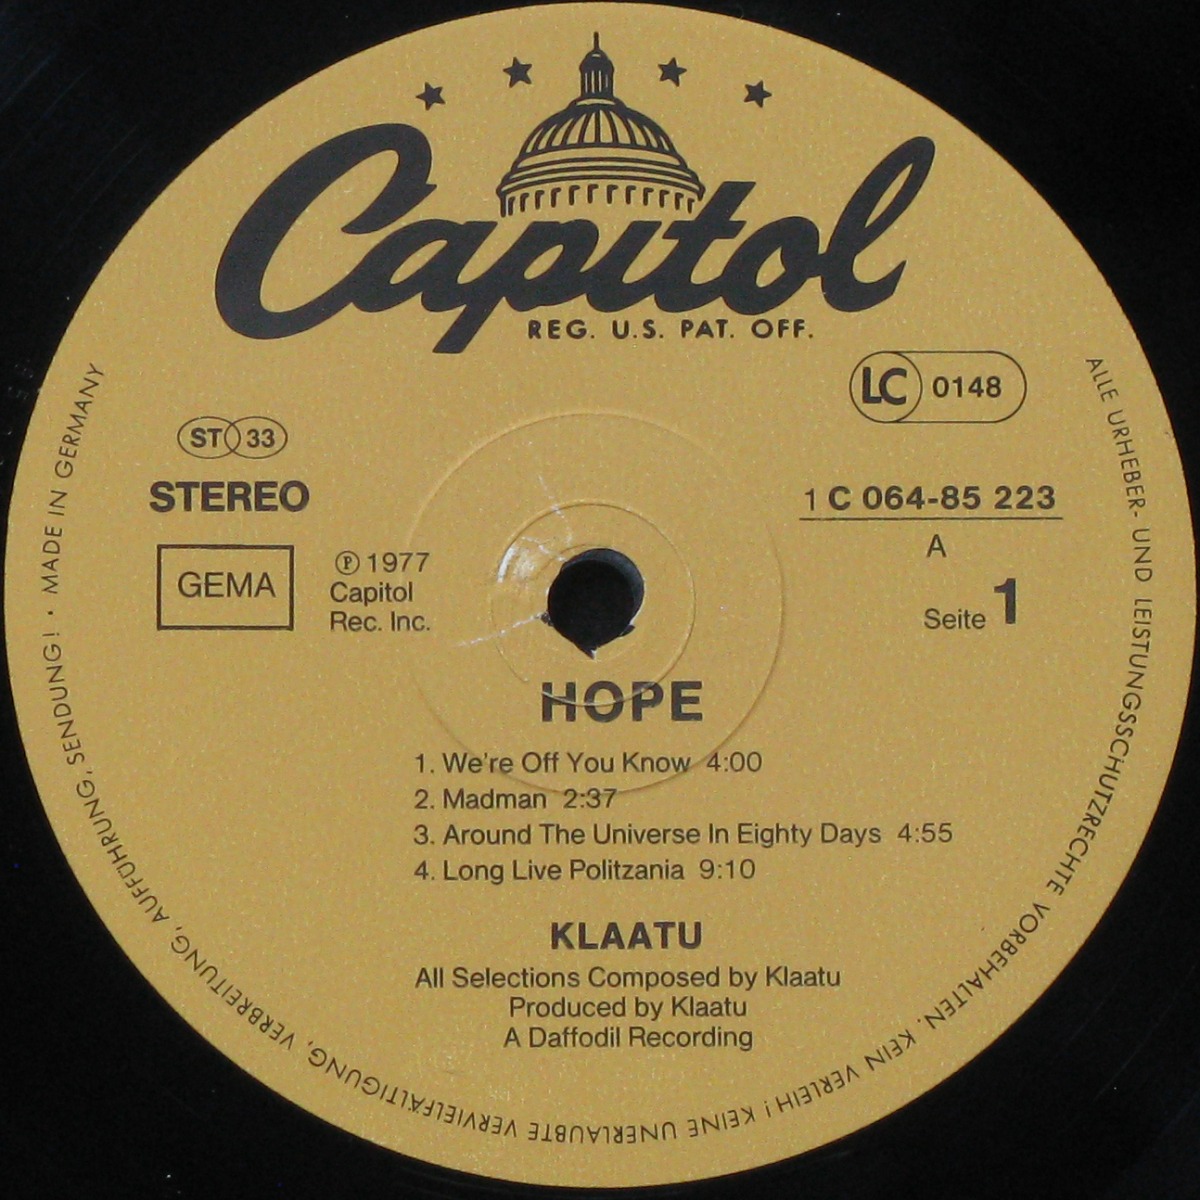 Capitol
REG. U.S. PAT. OFF.
LC 0148
ST 33
STEREO
1 C 064-85 223
A
GEMA
℗ 1977
Capitol
Rec. Inc.
Seite 1
HOPE
1. We're Off You Know 4:00
2. Madman 2:37
3. Around The Universe In Eighty Days 4:55
4. Long Live Politzania 9:10
KLAATU
All Selections Composed by Klaatu
Produced by Klaatu
A Daffodil Recording
ALLE URHEBER- UND LEISTUNGSSCHUTZRECHTE VORBEHALTEN. KEIN VERLEIH! KEINE UNERLAUBTE VERVIELFÄLTIGUNG, VERBREITUNG, AUFFÜHRUNG, SENDUNG! · MADE IN GERMANY